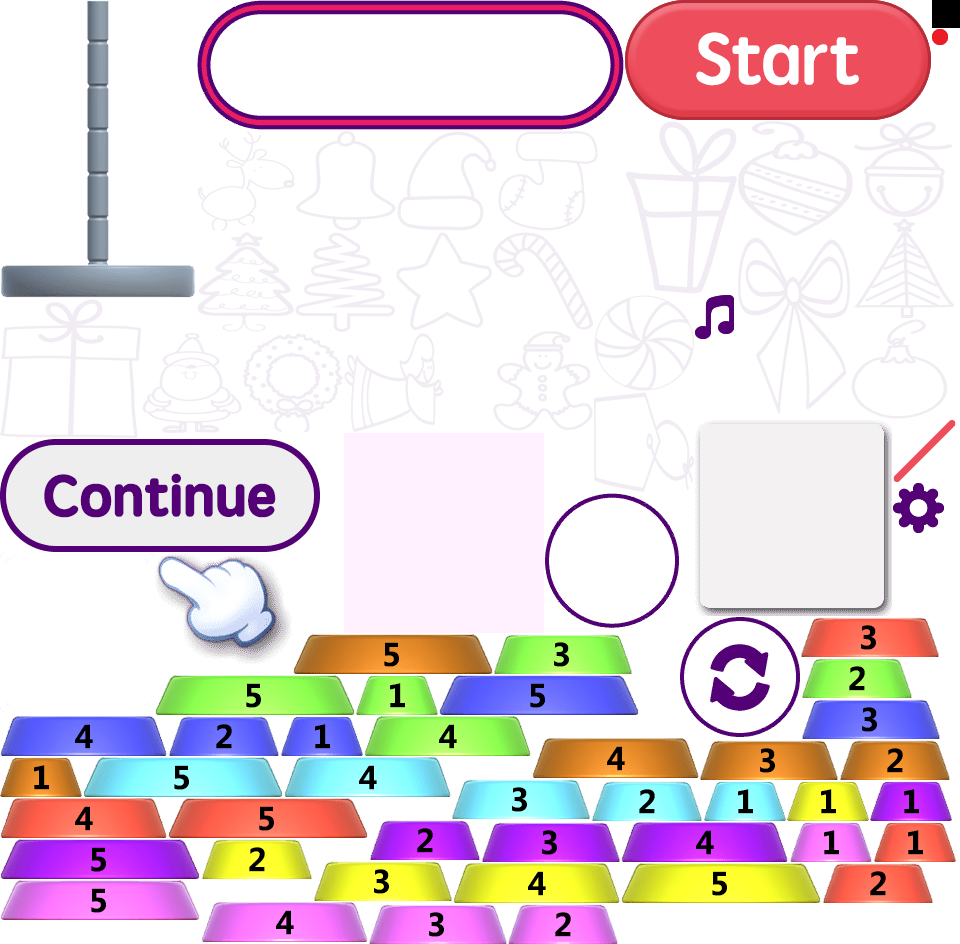 Start
Continue
5 3
3
5 1 5
2
4 2 1 4
3
4 3 2
1 5 4
3 2 1 1 1
4 5
2 3 4 1 1
5 2
3 4 5 2
5
4 3 2